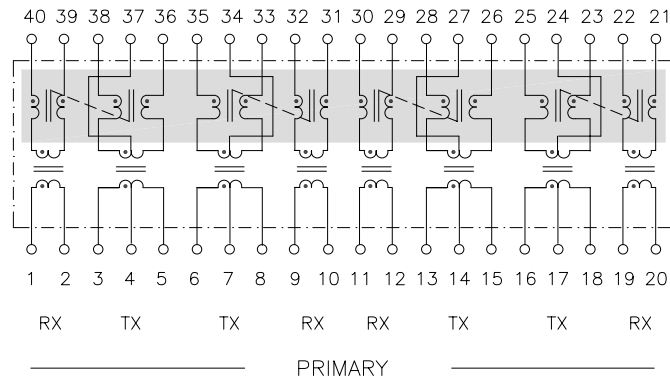 40 39 38 37 36 35 34 33 32 31 30 29 28 27 26 25 24 23 22 21
1 2 3 4 5 6 7 8 9 10 11 12 13 14 15 16 17 18 19 20
RX TX TX RX RX TX TX RX
PRIMARY